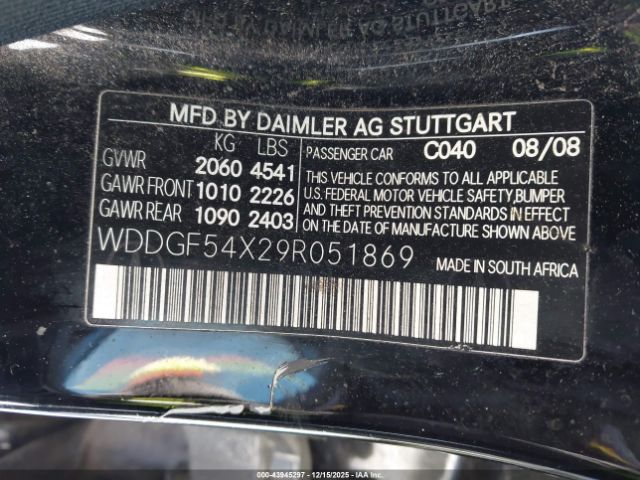 MFD BY DAIMLER AG STUTTGART
KG LBS
GVWR 2060 4541
GAWR FRONT 1010 2226
GAWR REAR 1090 2403
PASSENGER CAR C040 08/08
THIS VEHICLE CONFORMS TO ALL APPLICABLE
U.S. FEDERAL MOTOR VEHICLE SAFETY, BUMPER
AND THEFT PREVENTION STANDARDS IN EFFECT
ON THE DATE OF MANUFACTURE SHOWN ABOVE
WDDGF54X29R051869
MADE IN SOUTH AFRICA
000-43945297 - 12/15/2025 - IAA Inc.